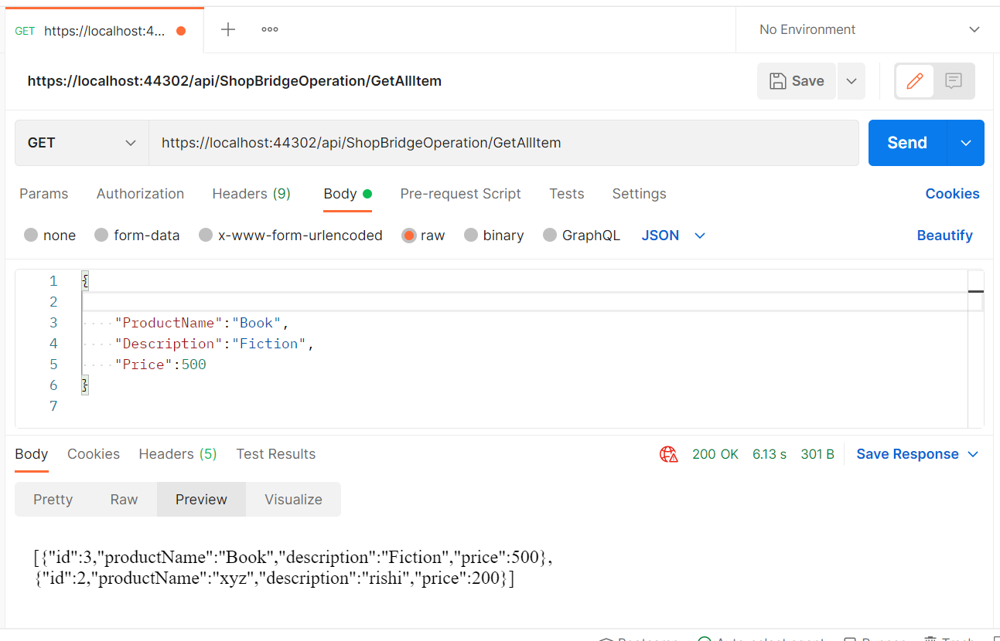 GET https://localhost:4...
No Environment
https://localhost:44302/api/ShopBridgeOperation/GetAllItem
Save
GET https://localhost:44302/api/ShopBridgeOperation/GetAllItem Send
Params Authorization Headers (9) Body Pre-request Script Tests Settings Cookies
none form-data x-www-form-urlencoded raw binary GraphQL JSON Beautify
1 {
2
3 "ProductName":"Book",
4 "Description":"Fiction",
5 "Price":500
6 }
7
Body Cookies Headers (5) Test Results 200 OK 6.13 s 301 B Save Response
Pretty Raw Preview Visualize
[{"id":3,"productName":"Book","description":"Fiction","price":500},
{"id":2,"productName":"xyz","description":"rishi","price":200}]